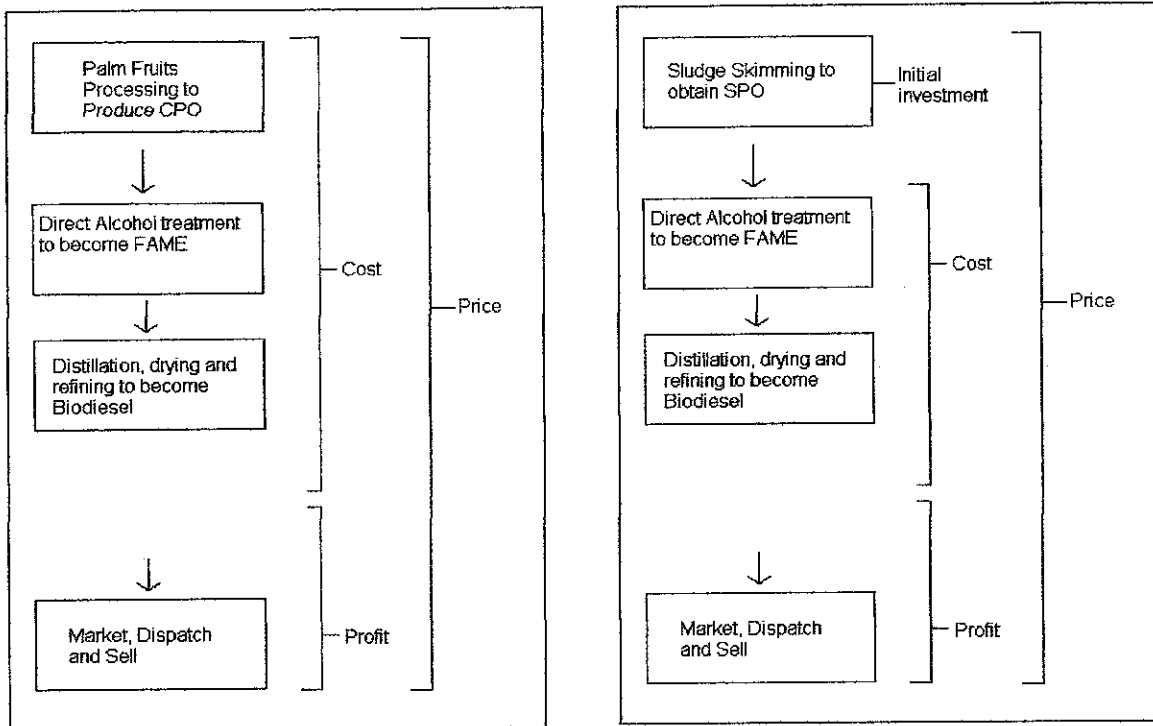 Palm Fruits
Processing to
Produce CPO
Direct Alcohol treatment
to become FAME
Cost
Price
Distillation, drying and
refining to become
Biodiesel
Market, Dispatch
and Sell
Profit
Sludge Skimming to
obtain SPO
Initial
investment
Direct Alcohol treatment
to become FAME
Cost
Price
Distillation, drying and
refining to become
Biodiesel
Market, Dispatch
and Sell
Profit